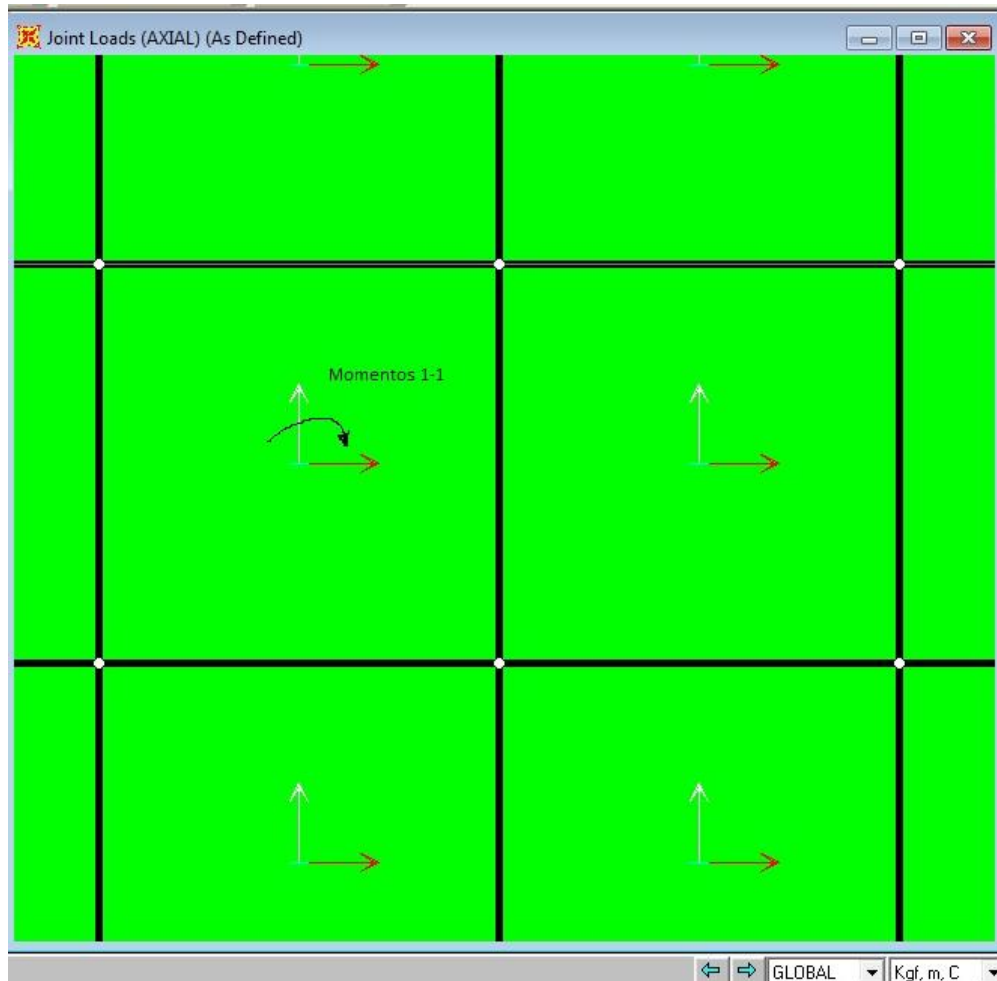 Joint Loads (AXIAL) (As Defined)
Momentos 1-1
GLOBAL
Kgf, m, C